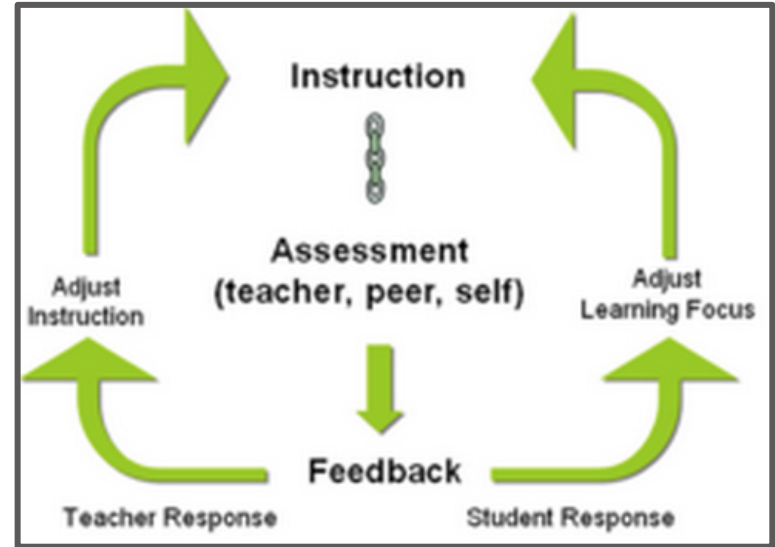 Instruction
Assessment
(teacher, peer, self)
Adjust
Instruction
Adjust
Learning Focus
Feedback
Teacher Response
Student Response